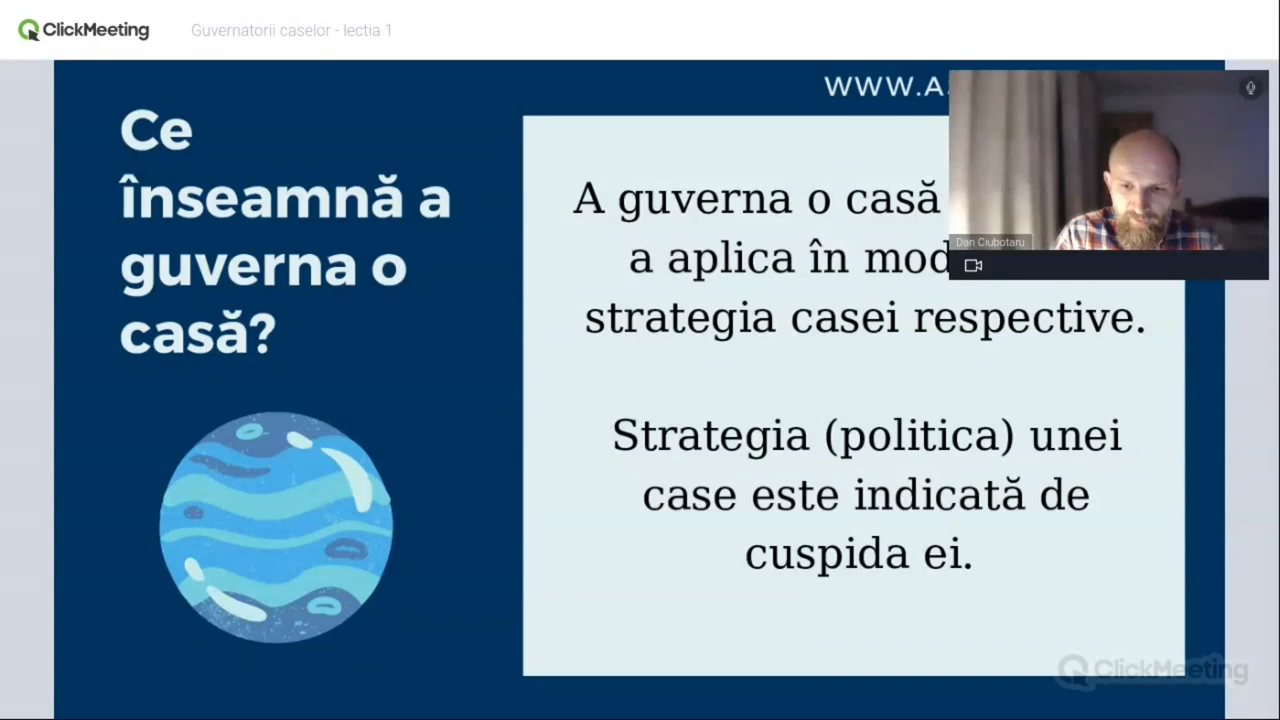 ClickMeeting
Guvernatorii caselor - lectia 1
WWW.A
Ce
înseamnă a
guverna o
casă?
A guverna o casă
a aplica în mod
strategia casei respective.
Strategia (politica) unei
case este indicată de
cuspida ei.
Dan Ciubotaru
ClickMeeting